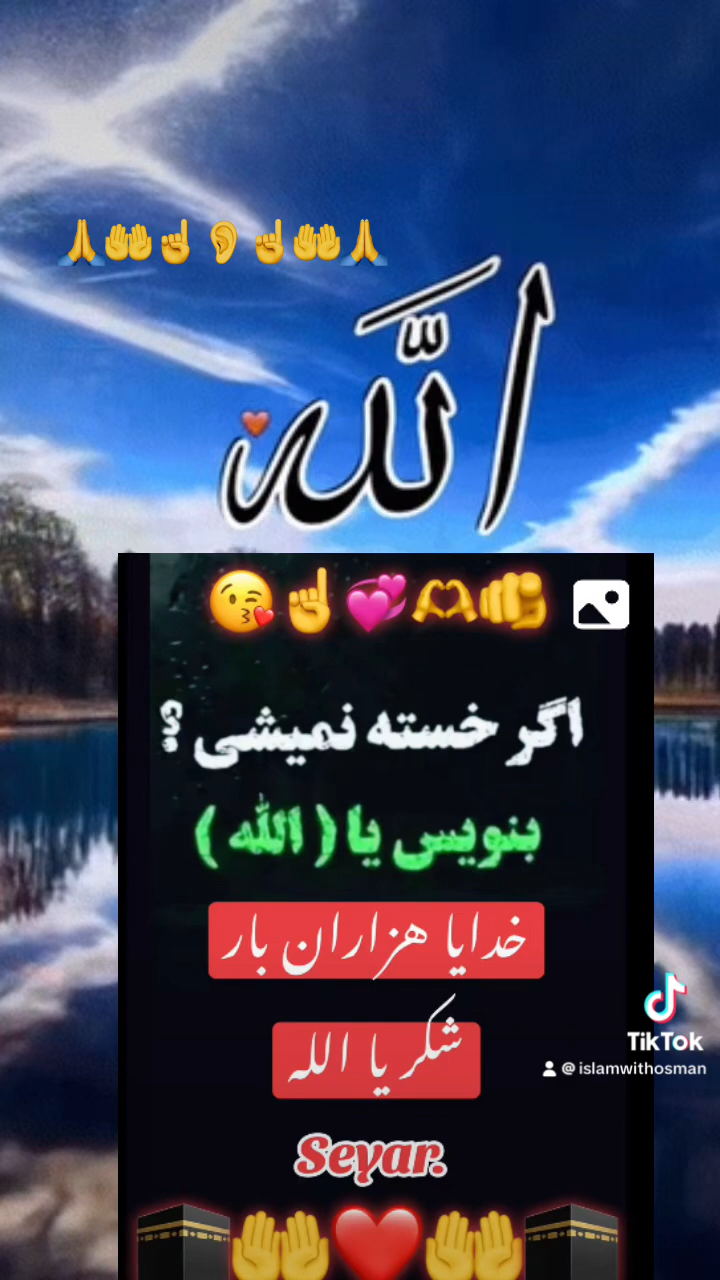 الله
اگر خسته نمیشی؟
بنویس یا ( الله )
خدایا هزاران بار
شکر یا الله
TikTok
@islamwithosman
Seyar.